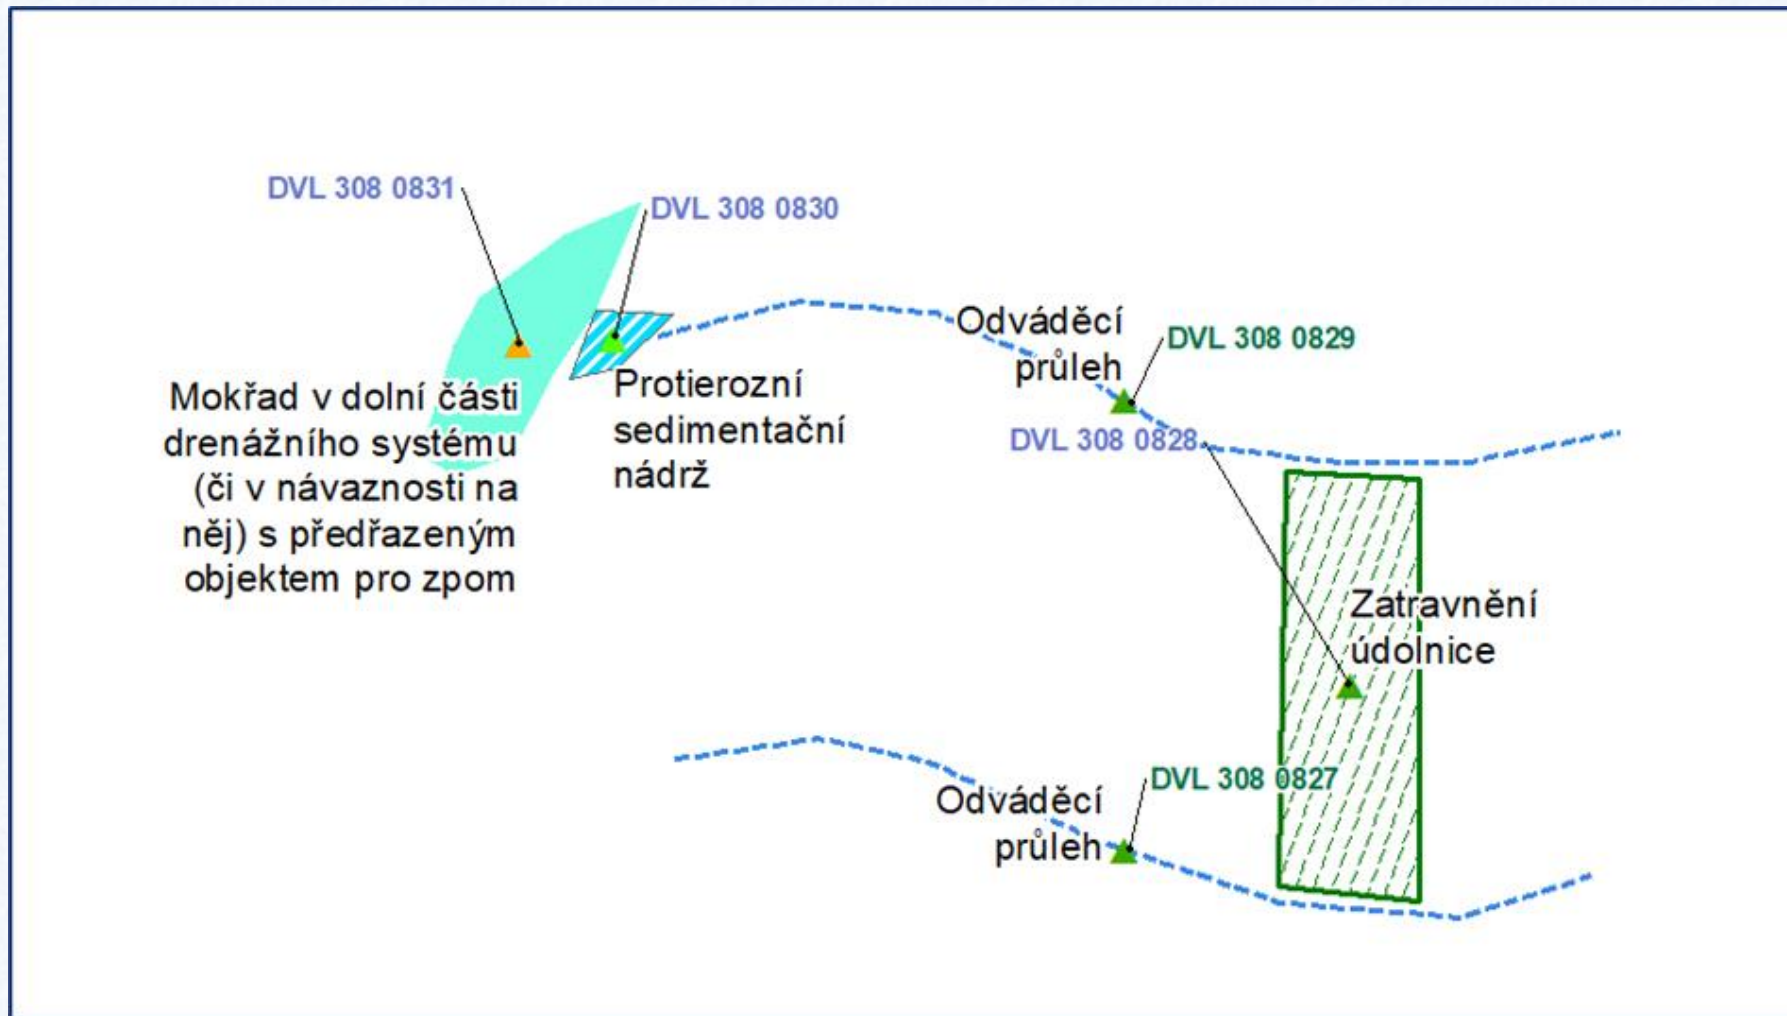 DVL 308 0831
DVL 308 0830
Mokřad v dolní části
drenážního systému
(či v návaznosti na
něj) s předřazeným
objektem pro zpom
Protierozní
sedimentační
nádrž
Odváděcí
průleh
DVL 308 0829
DVL 308 0828
Zatravnění
údolnice
DVL 308 0827
Odváděcí
průleh